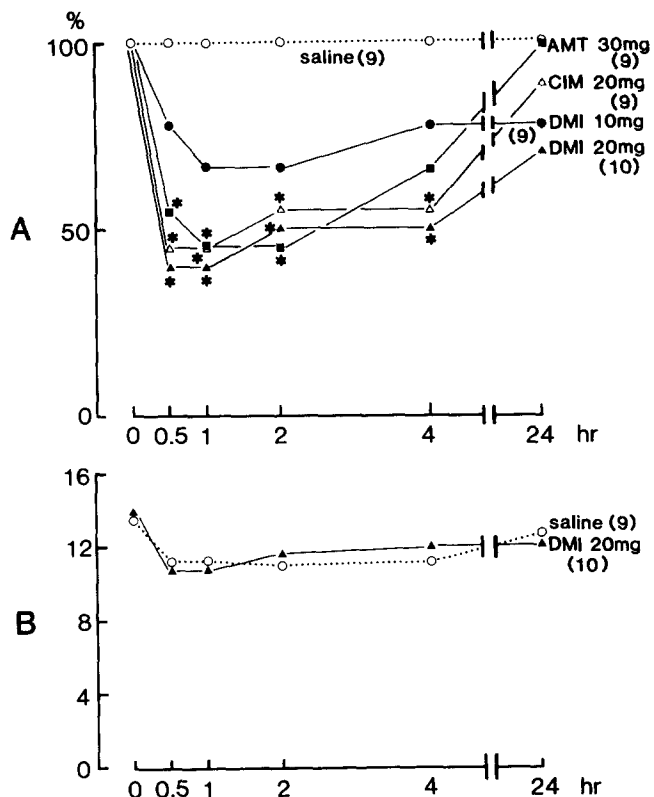 %
100
saline (9)
AMT 30mg
(9)
CIM 20mg
(9)
DMI 10mg
(9)
DMI 20mg
(10)
A
50
* * * * * * * * * * *
0
0 0.5 1 2 4 24 hr
16
saline (9)
12
DMI 20mg
(10)
B
8
4
0
0 0.5 1 2 4 24